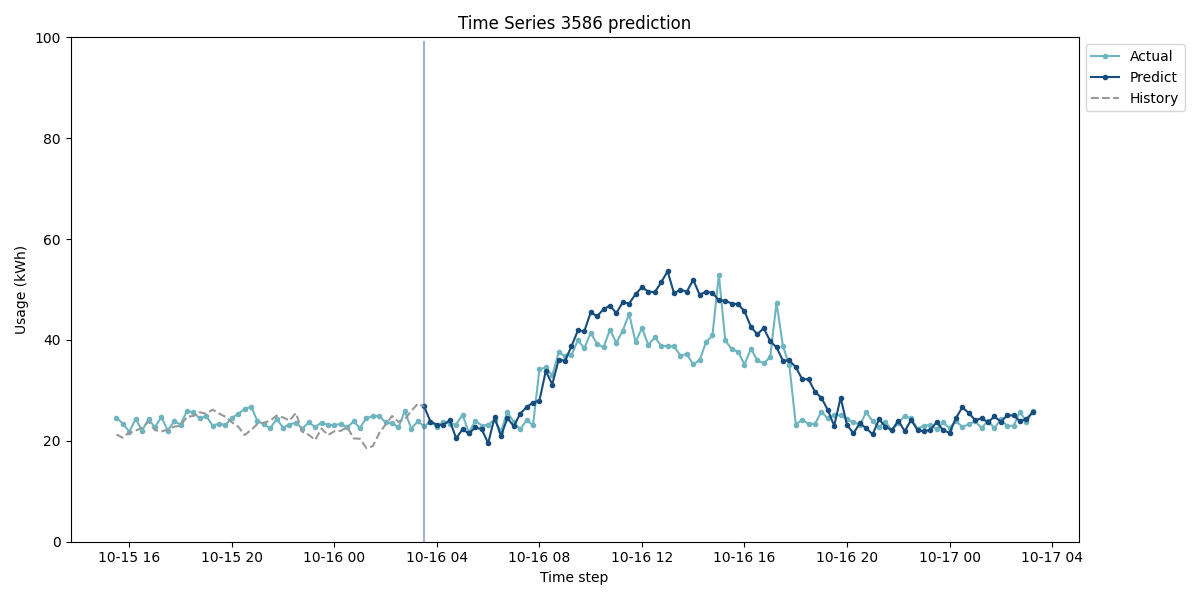 Time Series 3586 prediction
100
80
60
40
20
0
Usage (kWh)
10-15 16 10-15 20 10-16 00 10-16 04 10-16 08 10-16 12 10-16 16 10-16 20 10-17 00 10-17 04
Time step
Actual
Predict
History